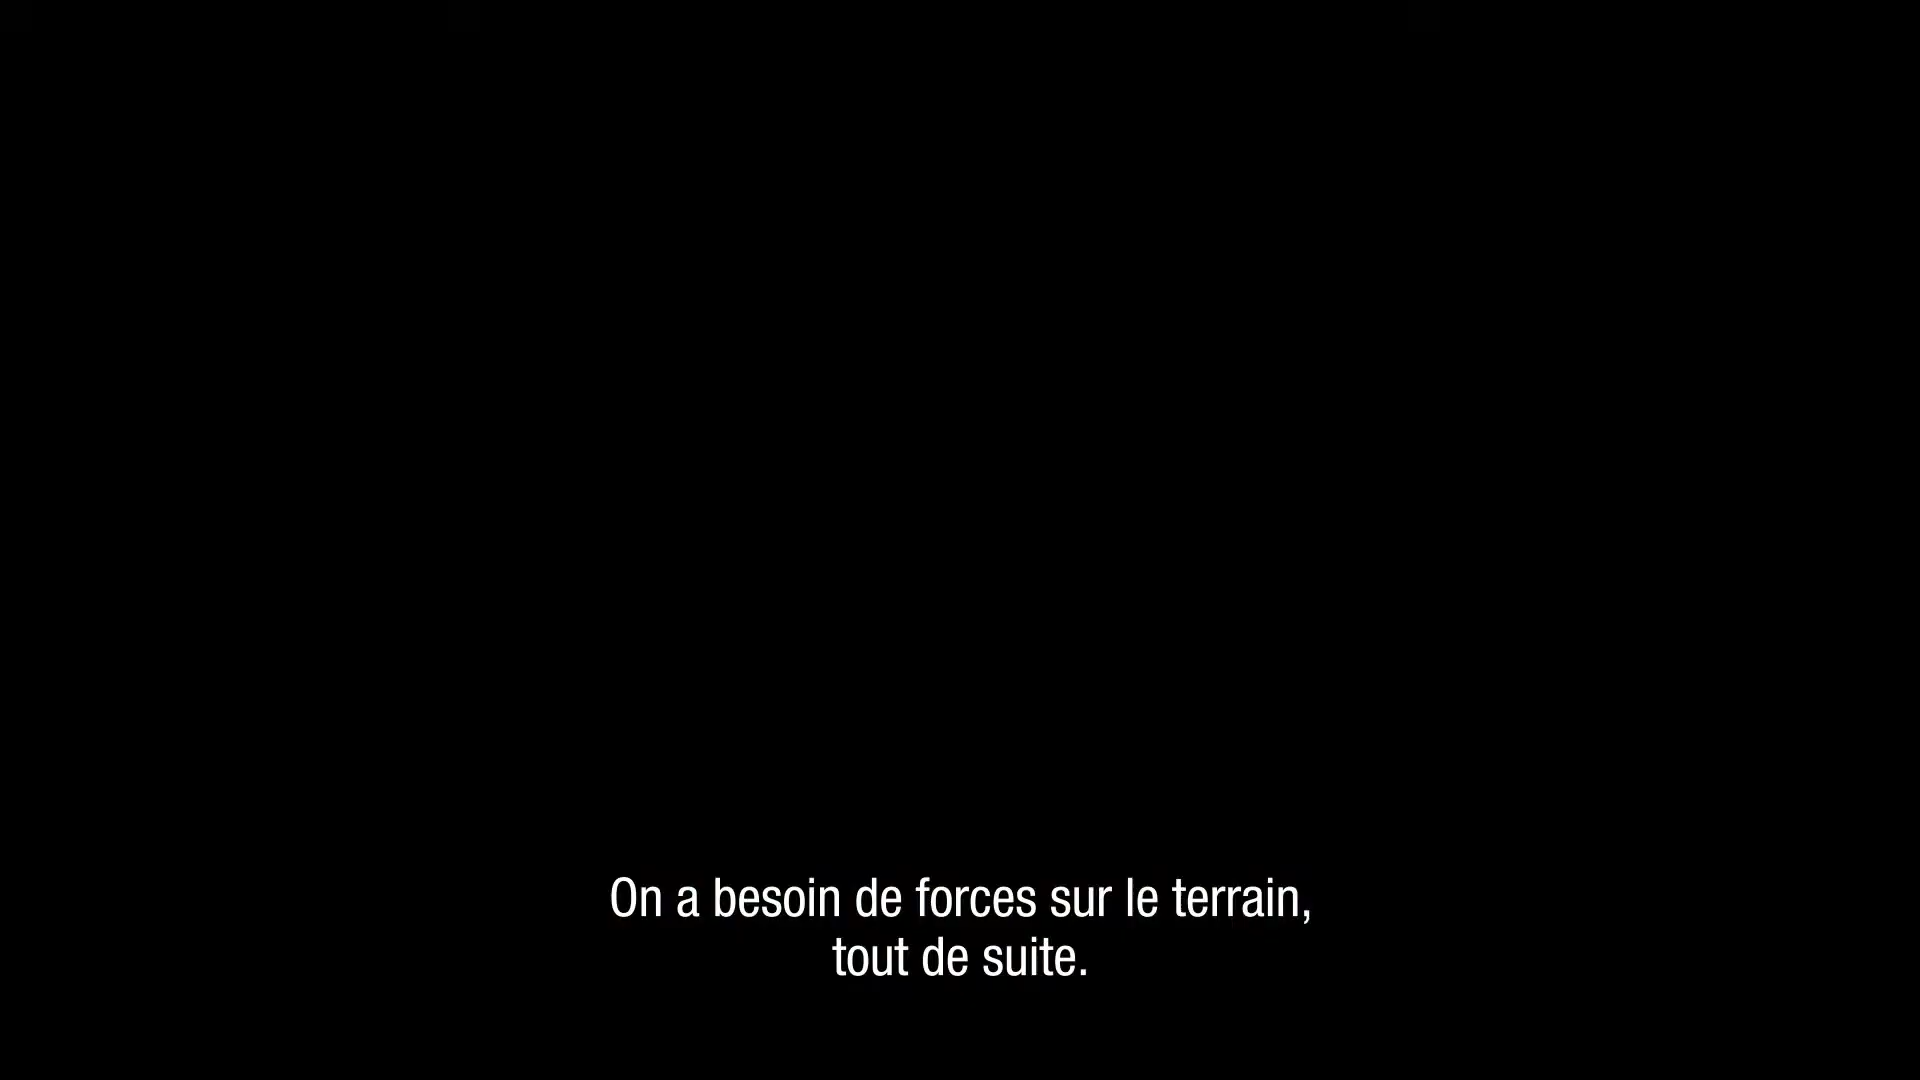 On a besoin de forces sur le terrain,
tout de suite.